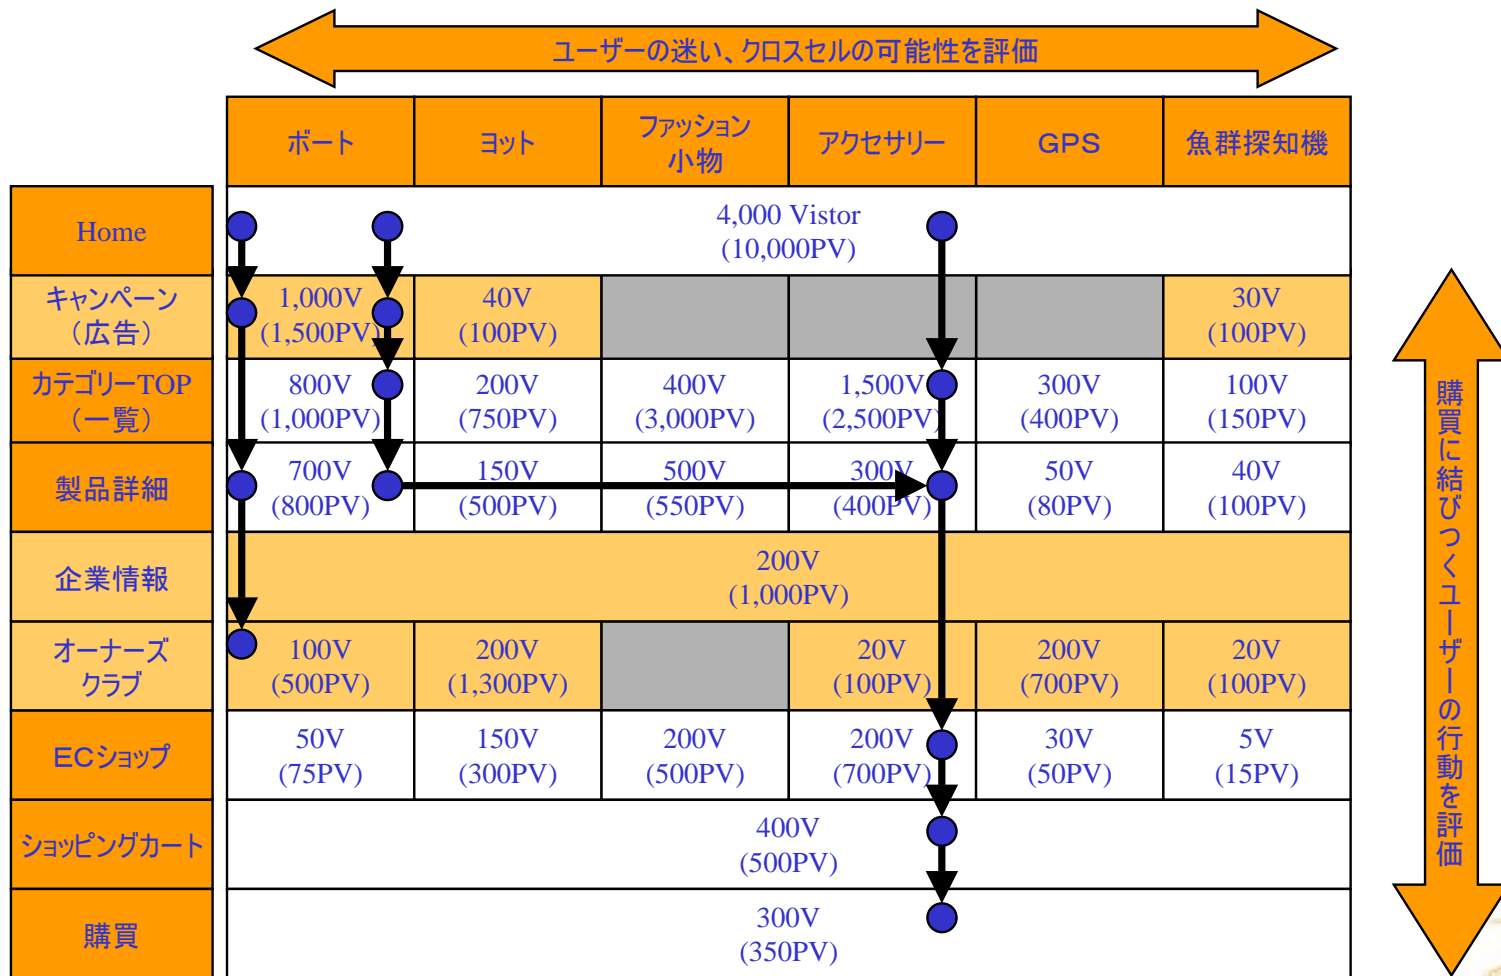 ユーザーの迷い、クロスセルの可能性を評価
ボート
ヨット
ファッション
小物
アクセサリー
GPS
魚群探知機
Home
4,000 Vistor
(10,000PV)
キャンペーン
（広告）
1,000V
(1,500PV)
40V
(100PV)
30V
(100PV)
カテゴリーTOP
（一覧）
800V
(1,000PV)
200V
(750PV)
400V
(3,000PV)
1,500V
(2,500PV)
300V
(400PV)
100V
(150PV)
製品詳細
700V
(800PV)
150V
(500PV)
500V
(550PV)
300V
(400PV)
50V
(80PV)
40V
(100PV)
企業情報
200V
(1,000PV)
オーナーズ
クラブ
100V
(500PV)
200V
(1,300PV)
20V
(100PV)
200V
(700PV)
20V
(100PV)
ECショップ
50V
(75PV)
150V
(300PV)
200V
(500PV)
200V
(700PV)
30V
(50PV)
5V
(15PV)
ショッピングカート
400V
(500PV)
購買
300V
(350PV)
購買に結びつくユーザーの行動を評価